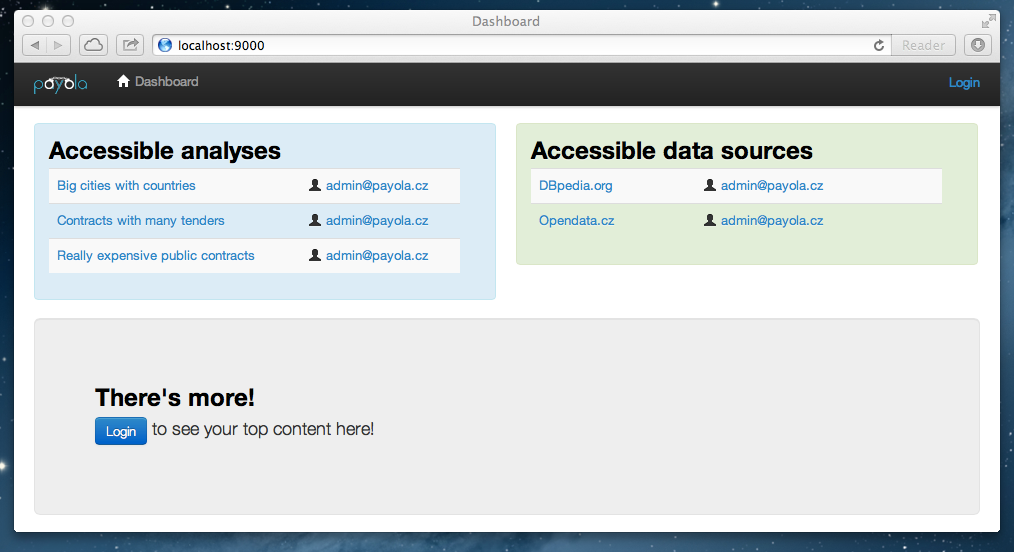 Dashboard
localhost:9000
Reader
payola
Dashboard
Login
Accessible analyses
Big cities with countries admin@payola.cz
Contracts with many tenders admin@payola.cz
Really expensive public contracts admin@payola.cz
Accessible data sources
DBpedia.org admin@payola.cz
Opendata.cz admin@payola.cz
There's more!
Login to see your top content here!